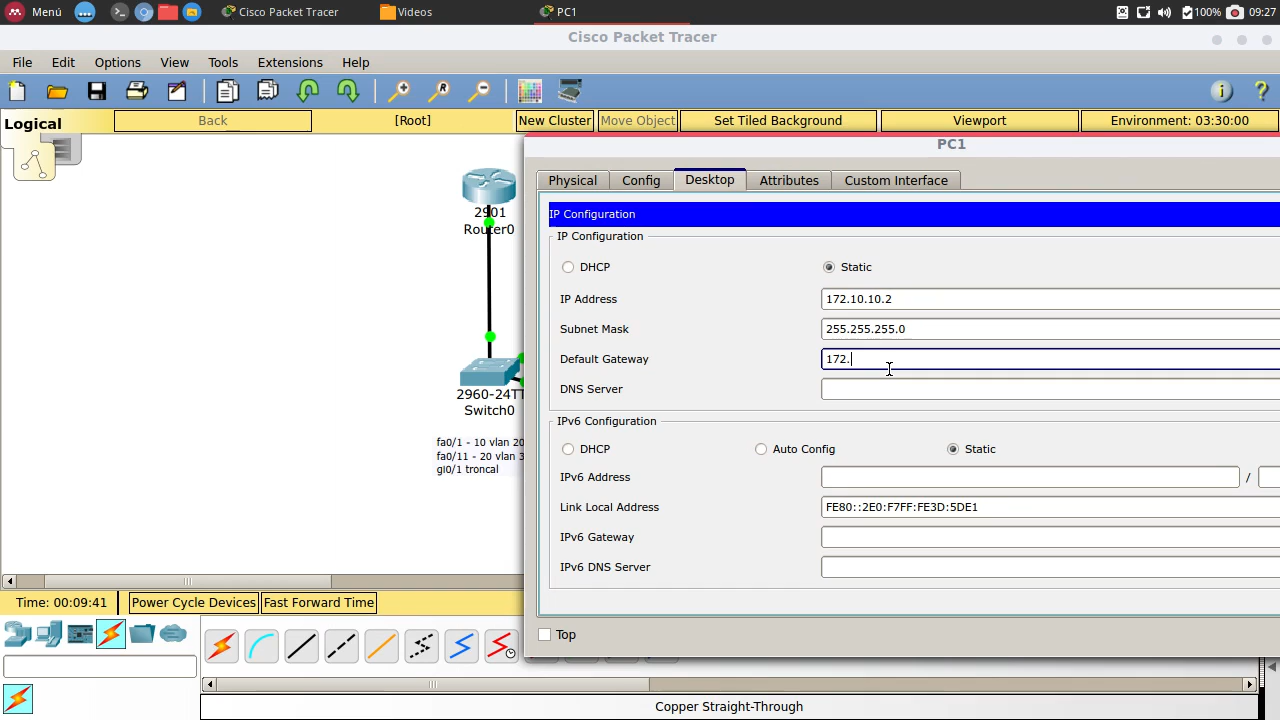 Menú
Cisco Packet Tracer
Videos
PC1
100%
09:27
Cisco Packet Tracer
File Edit Options View Tools Extensions Help
Logical
Back
[Root]
New Cluster
Move Object
Set Tiled Background
Viewport
Environment: 03:30:00
PC1
Physical Config Desktop Attributes Custom Interface
IP Configuration
IP Configuration
DHCP Static
IP Address 172.10.10.2
Subnet Mask 255.255.255.0
Default Gateway 172.
DNS Server
IPv6 Configuration
DHCP Auto Config Static
IPv6 Address /
Link Local Address FE80::2E0:F7FF:FE3D:5DE1
IPv6 Gateway
IPv6 DNS Server
Top
2901
Router0
2960-24TT
Switch0
fa0/1 - 10 vlan 20
fa0/11 - 20 vlan 3
gi0/1 troncal
Time: 00:09:41
Power Cycle Devices
Fast Forward Time
Copper Straight-Through